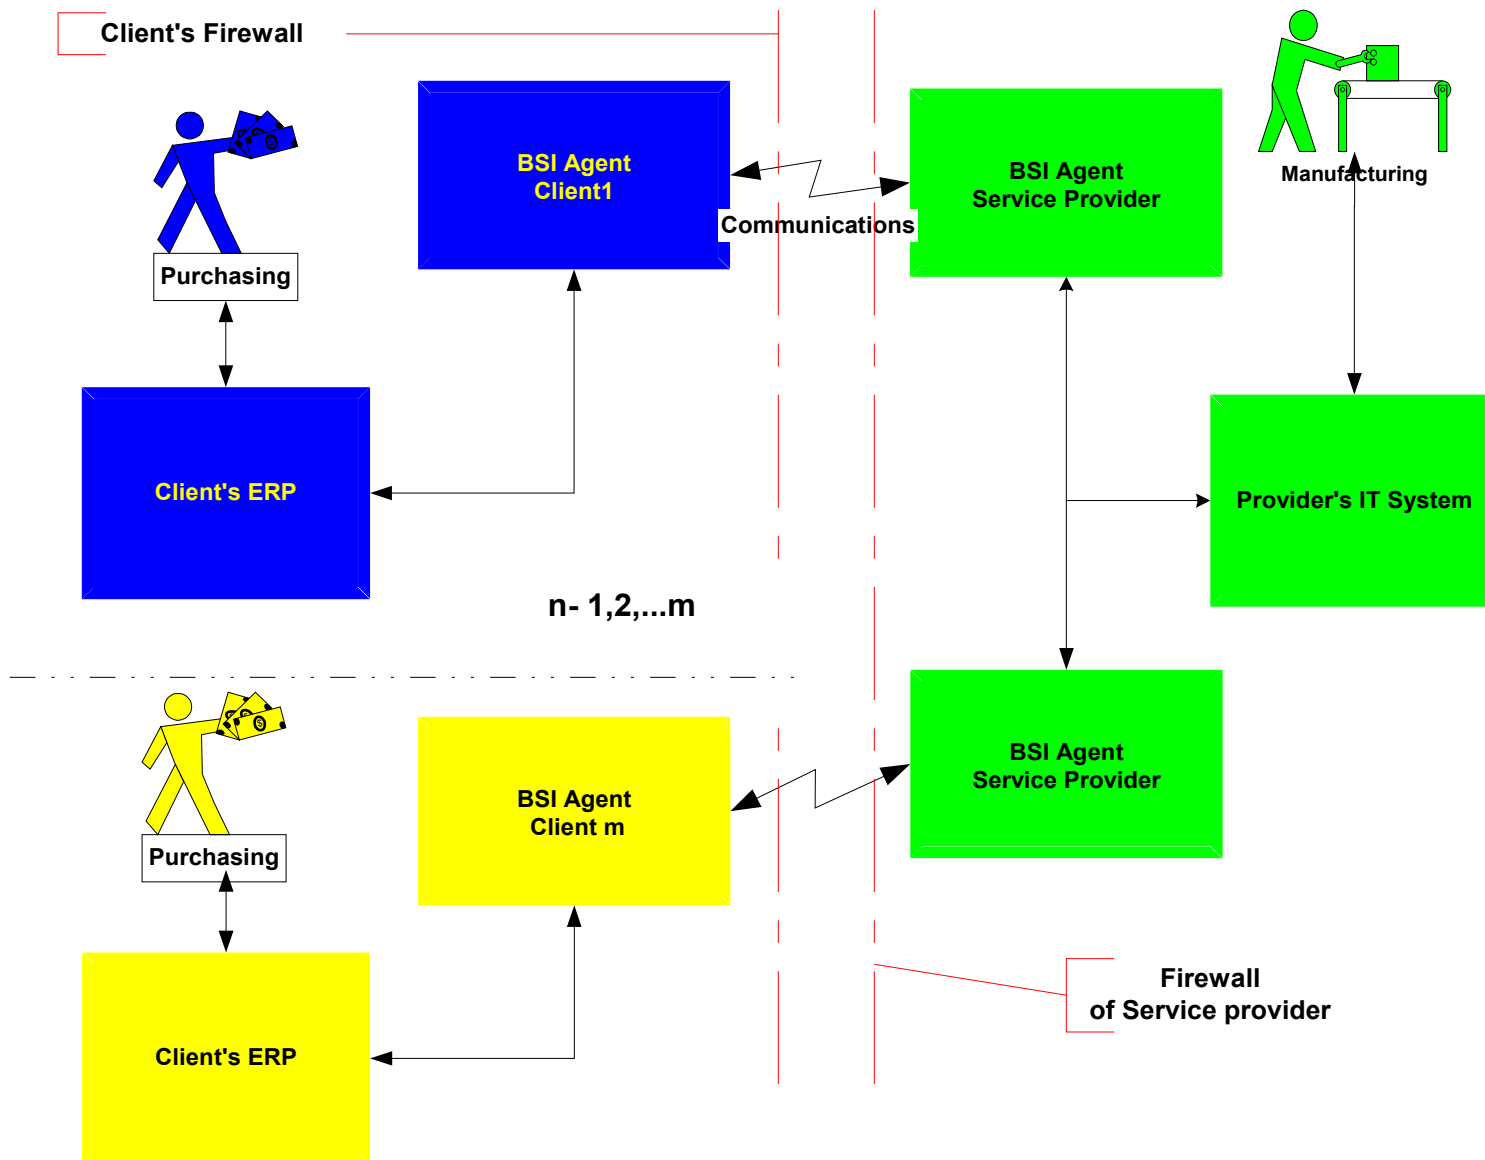 Client's Firewall
BSI Agent
Client1
BSI Agent
Service Provider
Manufacturing
Communications
Purchasing
Client's ERP
Provider's IT System
n- 1,2,...m
BSI Agent
Service Provider
BSI Agent
Client m
Purchasing
Firewall
of Service provider
Client's ERP